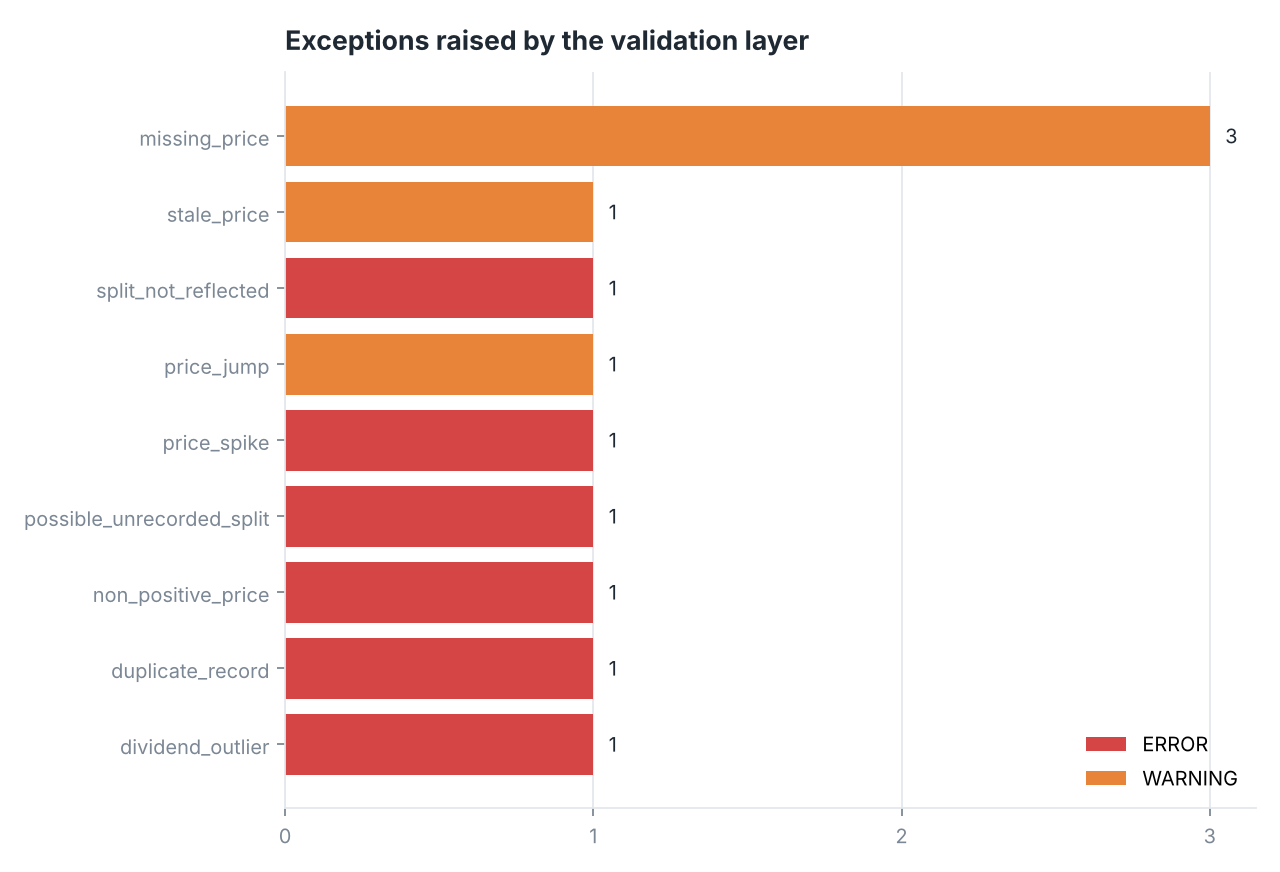 Exceptions raised by the validation layer
missing_price 3
stale_price 1
split_not_reflected 1
price_jump 1
price_spike 1
possible_unrecorded_split 1
non_positive_price 1
duplicate_record 1
dividend_outlier 1
ERROR
WARNING
0 1 2 3